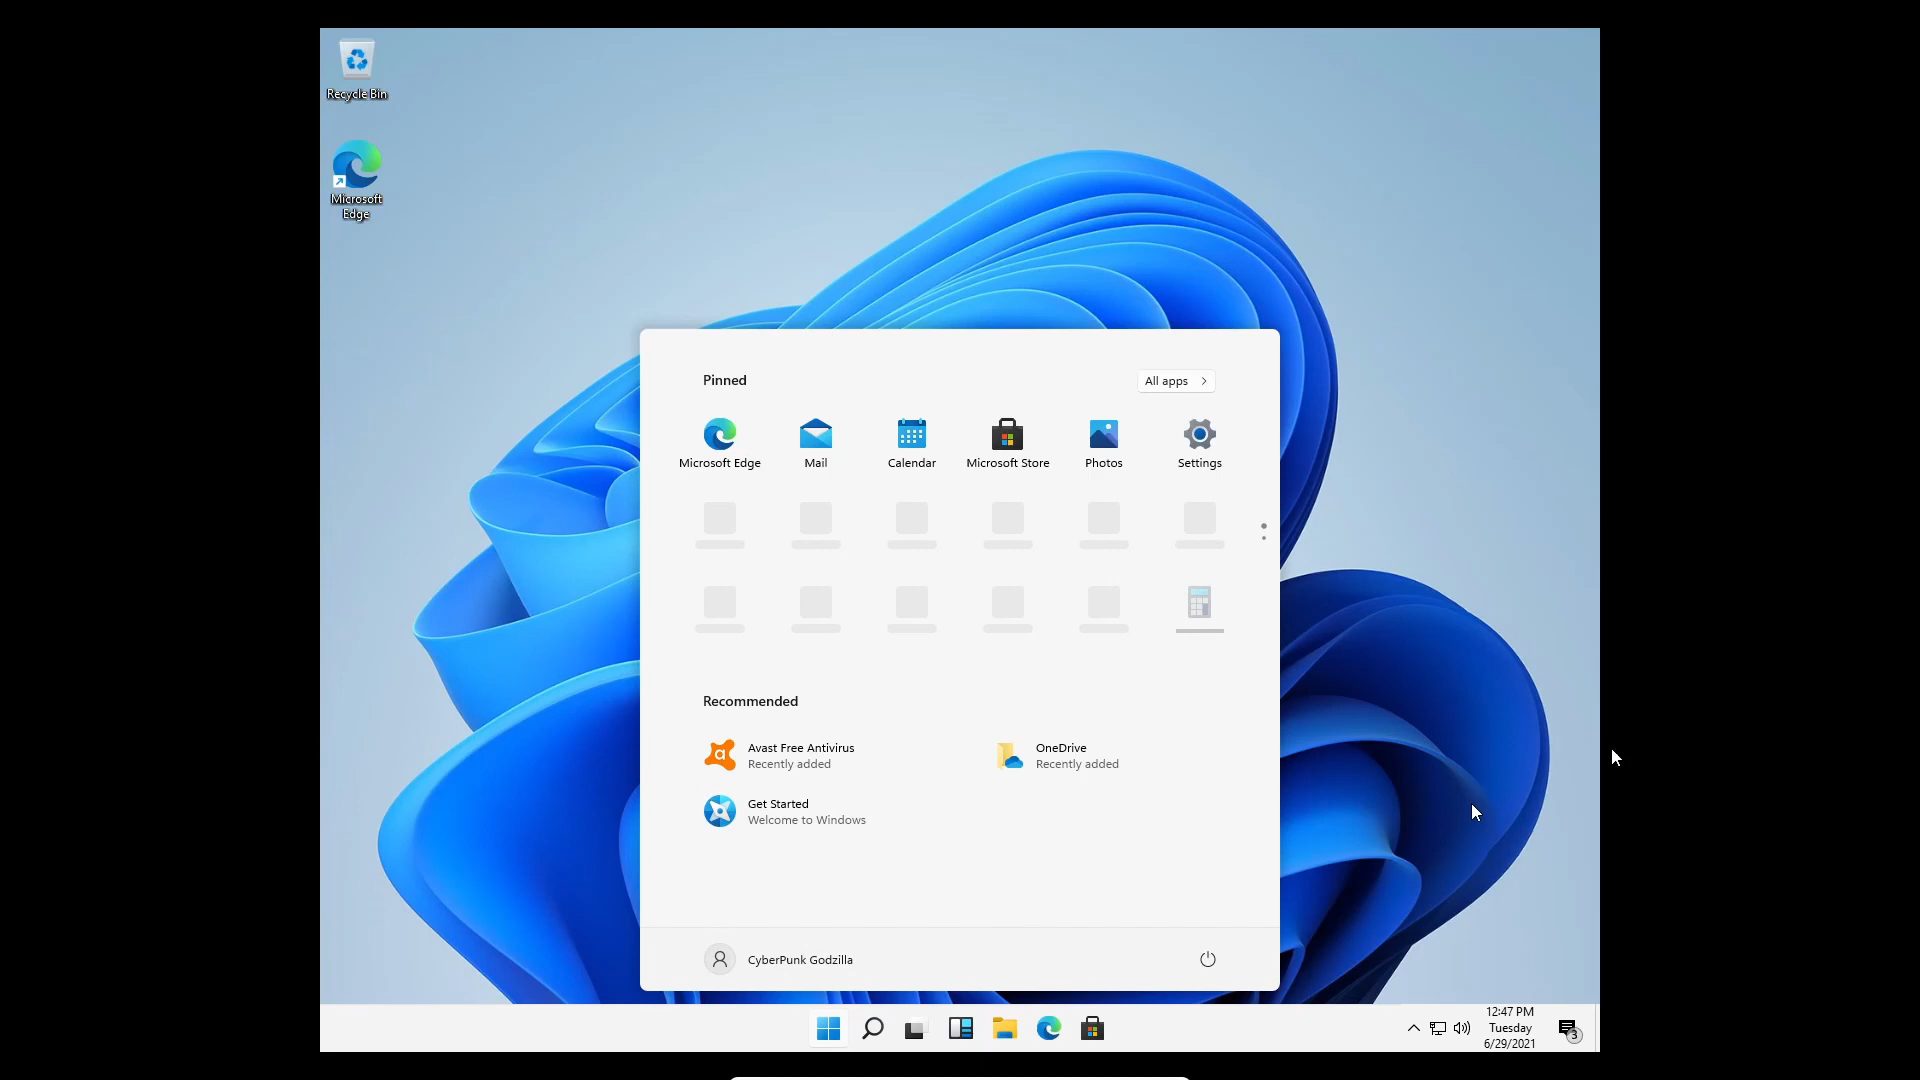 Recycle Bin
Microsoft
Edge
Pinned
All apps
Microsoft Edge
Mail
Calendar
Microsoft Store
Photos
Settings
Recommended
Avast Free Antivirus
Recently added
OneDrive
Recently added
Get Started
Welcome to Windows
CyberPunk Godzilla
12:47 PM
Tuesday
6/29/2021
3